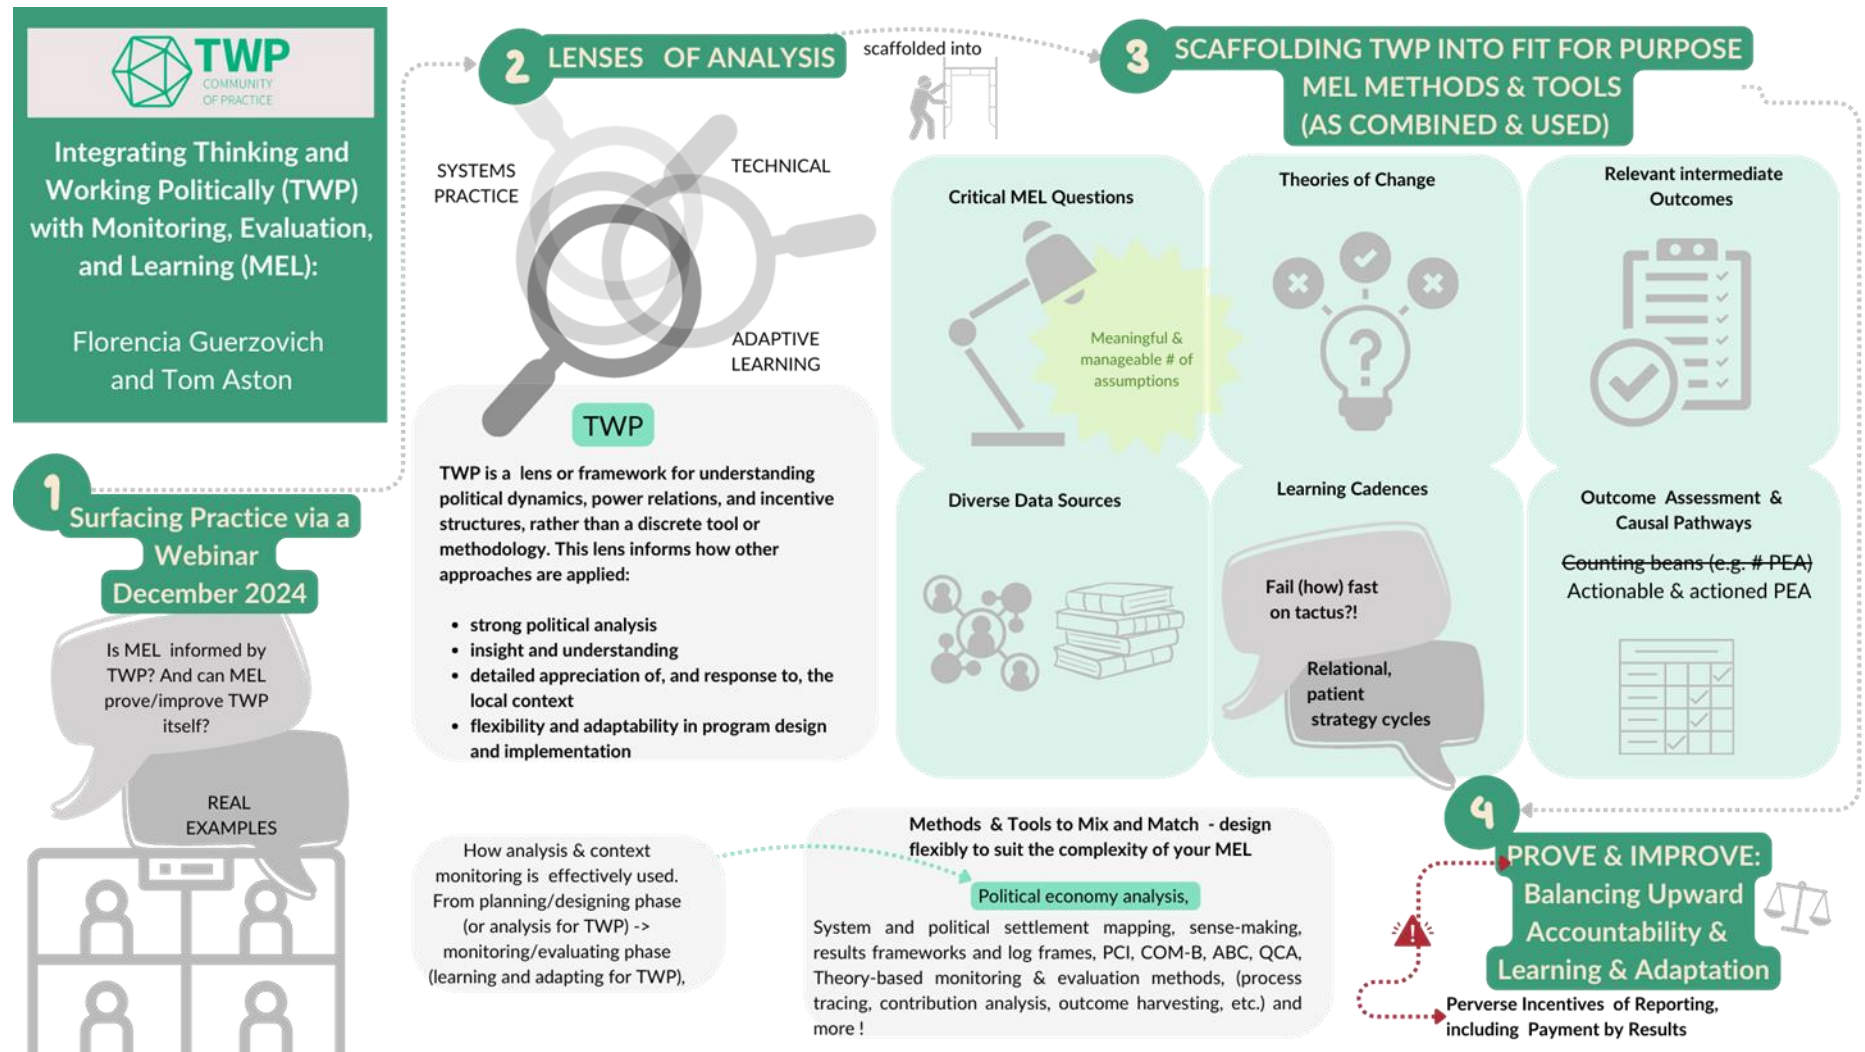 TWP
COMMUNITY
OF PRACTICE
Integrating Thinking and
Working Politically (TWP)
with Monitoring, Evaluation,
and Learning (MEL):
Florencia Guerzovich
and Tom Aston
1
Surfacing Practice via a
Webinar
December 2024
Is MEL informed by
TWP? And can MEL
prove/improve TWP
itself?
REAL
EXAMPLES
2
LENSES OF ANALYSIS
scaffolded into
SYSTEMS
PRACTICE
TECHNICAL
ADAPTIVE
LEARNING
TWP
TWP is a lens or framework for understanding
political dynamics, power relations, and incentive
structures, rather than a discrete tool or
methodology. This lens informs how other
approaches are applied:
• strong political analysis
• insight and understanding
• detailed appreciation of, and response to, the
local context
• flexibility and adaptability in program design
and implementation
How analysis & context
monitoring is effectively used.
From planning/designing phase
(or analysis for TWP) ->
monitoring/evaluating phase
(learning and adapting for TWP),
Methods & Tools to Mix and Match - design
flexibly to suit the complexity of your MEL
Political economy analysis,
System and political settlement mapping, sense-making,
results frameworks and log frames, PCI, COM-B, ABC, QCA,
Theory-based monitoring & evaluation methods, (process
tracing, contribution analysis, outcome harvesting, etc.) and
more !
3
SCAFFOLDING TWP INTO FIT FOR PURPOSE
MEL METHODS & TOOLS
(AS COMBINED & USED)
Critical MEL Questions
Meaningful &
manageable # of
assumptions
Theories of Change
Relevant intermediate
Outcomes
Diverse Data Sources
Learning Cadences
Fail (how) fast
on tactus?!
Relational,
patient
strategy cycles
Outcome Assessment &
Causal Pathways
Counting beans (e.g. # PEA)
Actionable & actioned PEA
4
PROVE & IMPROVE:
Balancing Upward
Accountability &
Learning & Adaptation
Perverse Incentives of Reporting,
including Payment by Results